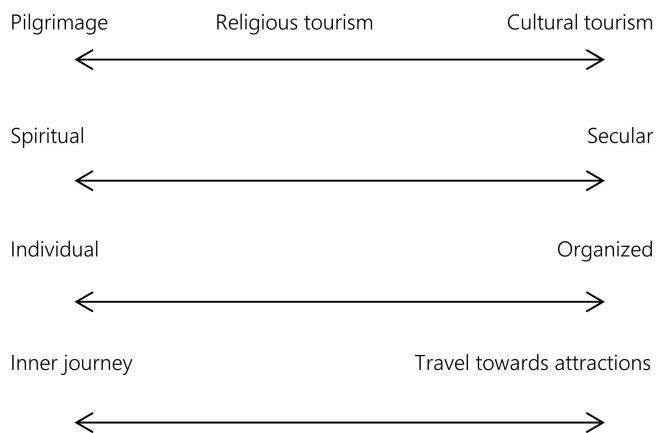 Pilgrimage Religious tourism Cultural tourism
Spiritual Secular
Individual Organized
Inner journey Travel towards attractions